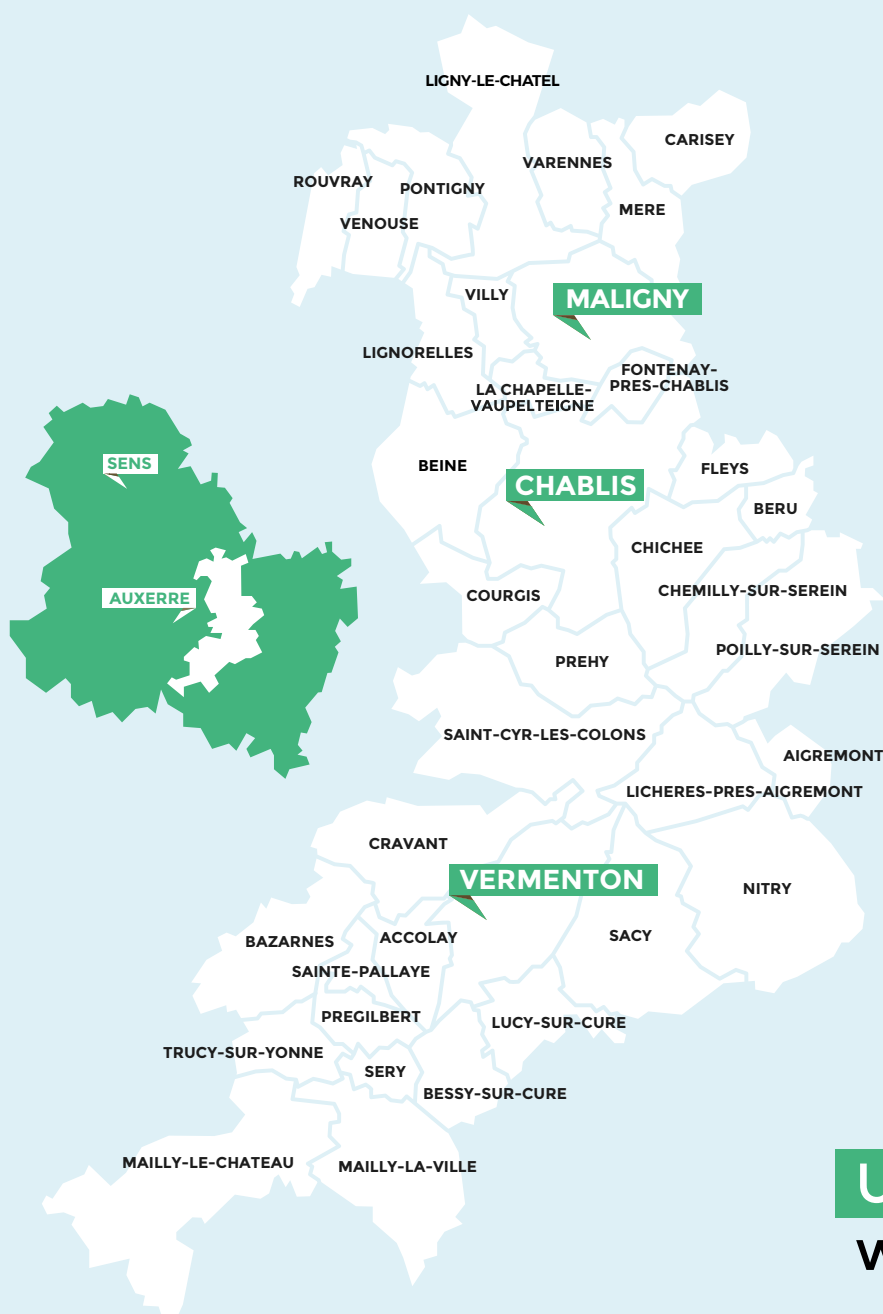 LIGNY-LE-CHATEL
CARISEY
VARENNES
ROUVRAY
PONTIGNY
MERE
VENOUSE
VILLY
MALIGNY
LIGNORELLES
FONTENAY-
PRES-CHABLIS
LA CHAPELLE-
VAUPELTEIGNE
SENS
BEINE
FLEYS
CHABLIS
BERU
CHICHEE
AUXERRE
COURGIS
CHEMILLY-SUR-SEREIN
POILLY-SUR-SEREIN
PREHY
SAINT-CYR-LES-COLONS
AIGREMONT
LICHERES-PRES-AIGREMONT
CRAVANT
VERMENTON
NITRY
BAZARNES
ACCOLAY
SACY
SAINTE-PALLAYE
PREGILBERT
LUCY-SUR-CURE
TRUCY-SUR-YONNE
SERY
BESSY-SUR-CURE
MAILLY-LE-CHATEAU
MAILLY-LA-VILLE